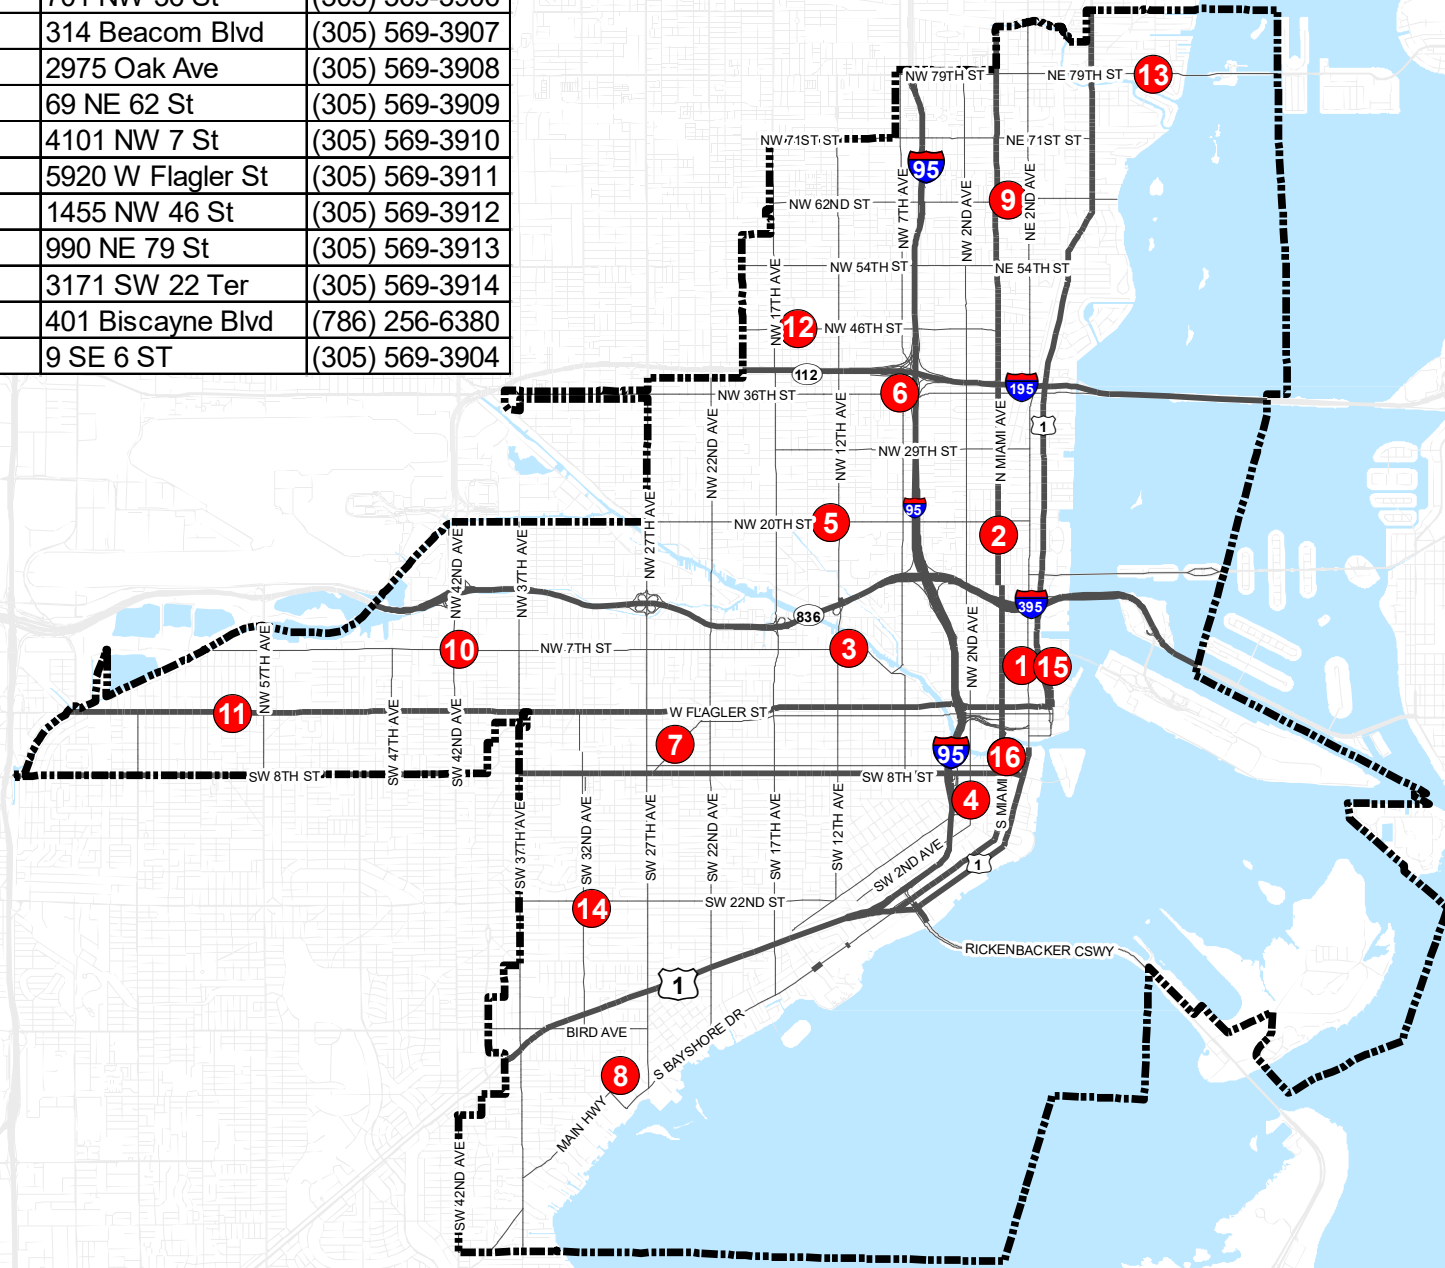 701 NW 36 St (305) 569-3906
314 Beacom Blvd (305) 569-3907
2975 Oak Ave (305) 569-3908
69 NE 62 St (305) 569-3909
4101 NW 7 St (305) 569-3910
5920 W Flagler St (305) 569-3911
1455 NW 46 St (305) 569-3912
990 NE 79 St (305) 569-3913
3171 SW 22 Ter (305) 569-3914
401 Biscayne Blvd (786) 256-6380
9 SE 6 ST (305) 569-3904
NW 79TH ST
NE 79TH ST
13
NW 71ST ST
NE 71ST ST
95
NW 7TH AVE
NW 2ND AVE
9
NE 2ND AVE
NW 62ND ST
NW 54TH ST
NE 54TH ST
NW 17TH AVE
12
NW 46TH ST
112
195
6
NW 36TH ST
1
NW 22ND AVE
NW 12TH AVE
N MIAMI AVE
NW 29TH ST
95
NW 27TH AVE
NW 20TH ST
5
2
NW 42ND AVE
NW 37TH AVE
836
395
NW 57TH AVE
10
NW 7TH ST
3
NW 2ND AVE
1
15
11
W FLAGLER ST
7
SW 47TH AVE
SW 42ND AVE
95
16
SW 8TH ST
SW 8TH ST
4
S MIAMI
SW 37TH AVE
SW 32ND AVE
SW 27TH AVE
SW 22ND AVE
SW 17TH AVE
SW 12TH AVE
SW 2ND AVE
1
14
SW 22ND ST
RICKENBACKER CSWY
1
BIRD AVE
S BAYSHORE DR
8
MAIN HWY
SW 42ND AVE